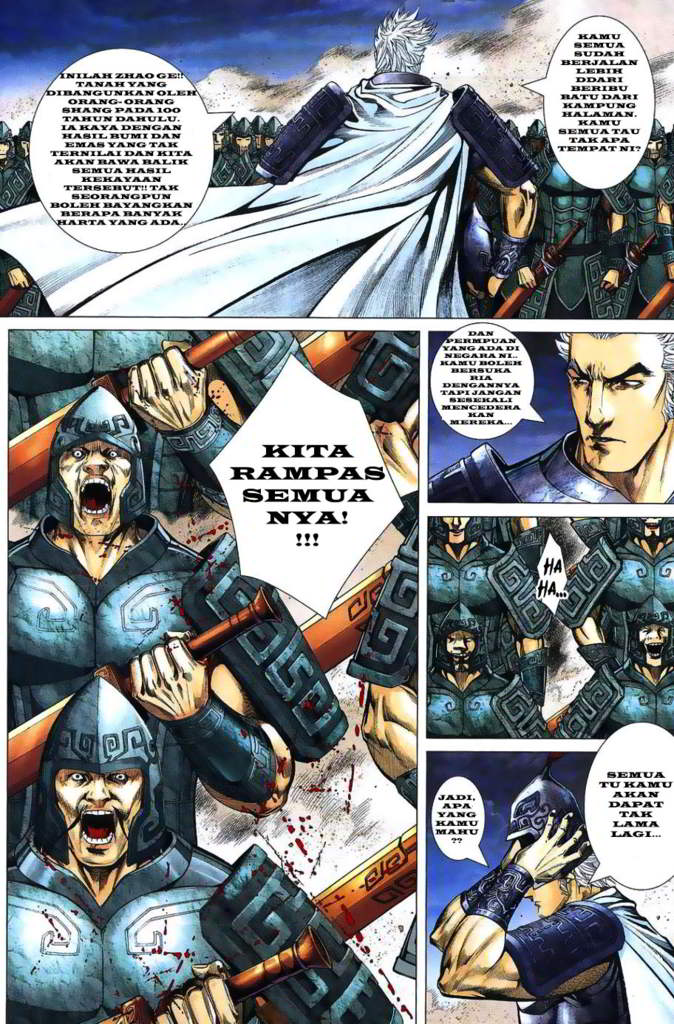 KAMU
SEMUA
SUDAH
BERJALAN
LEBIH
DDARI
BERIBU
BATU DARI
KAMPUNG
HALAMAN.
KAMU
SEMUA TAU
TAK APA
TEMPAT NI?
INILAH ZHAO GE!!
TANAH YANG
DIBANGUNKAN OLEH
ORANG- ORANG
SHANG PADA 100
TAHUN DAHULU.
IA KAYA DENGAN
HASIL BUMI DAN
EMAS YANG TAK
TERNILAI DAN KITA
AKAN BAWA BALIK
SEMUA HASIL
KEKAYAAN
TERSEBUT!! TAK
SEORANGPUN
BOLEH BAYANGKAN
BERAPA BANYAK
HARTA YANG ADA..
DAN
PERMPUAN
YANG ADA DI
NEGARA NI..
KAMU BOLEH
BERSUKA
RIA
DENGANNYA
TAPI JANGAN
SESEKALI
MENCEDERA
KAN
MEREKA...
HA
HA...
SEMUA
TU KAMU
AKAN
DAPAT
TAK
LAMA
LAGI...
JADI,
APA
YANG
KAMU
MAHU
??
KITA
RAMPAS
SEMUA
NYA!
!!!